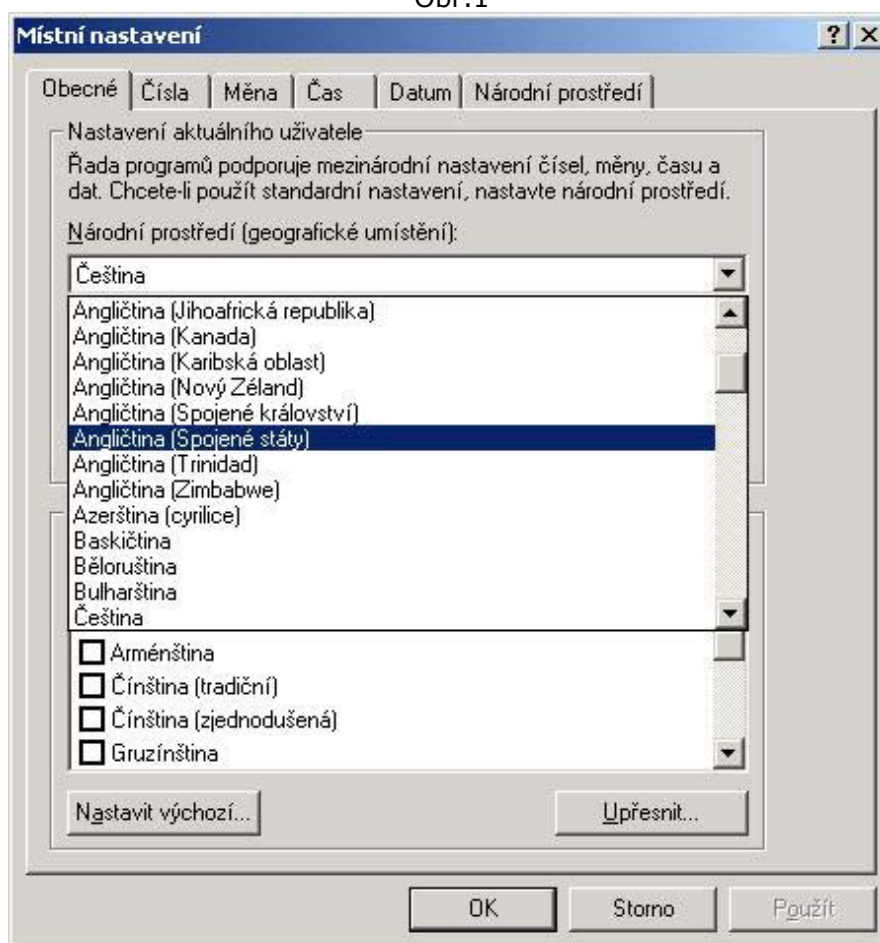 Obr.1
Místní nastavení
Obecné Čísla Měna Čas Datum Národní prostředí
Nastavení aktuálního uživatele
Řada programů podporuje mezinárodní nastavení čísel, měny, času a
dat. Chcete-li použít standardní nastavení, nastavte národní prostředí.
Národní prostředí (geografické umístění):
Čeština
Angličtina (Jihoafrická republika)
Angličtina (Kanada)
Angličtina (Karibská oblast)
Angličtina (Nový Zéland)
Angličtina (Spojené království)
Angličtina (Spojené státy)
Angličtina (Trinidad)
Angličtina (Zimbabwe)
Azerština (cyrilice)
Baskičtina
Běloruština
Bulharština
Čeština
Arménština
Čínština (tradiční)
Čínština (zjednodušená)
Gruzínština
Nastavit výchozí... Upřesnit...
OK Storno Použít